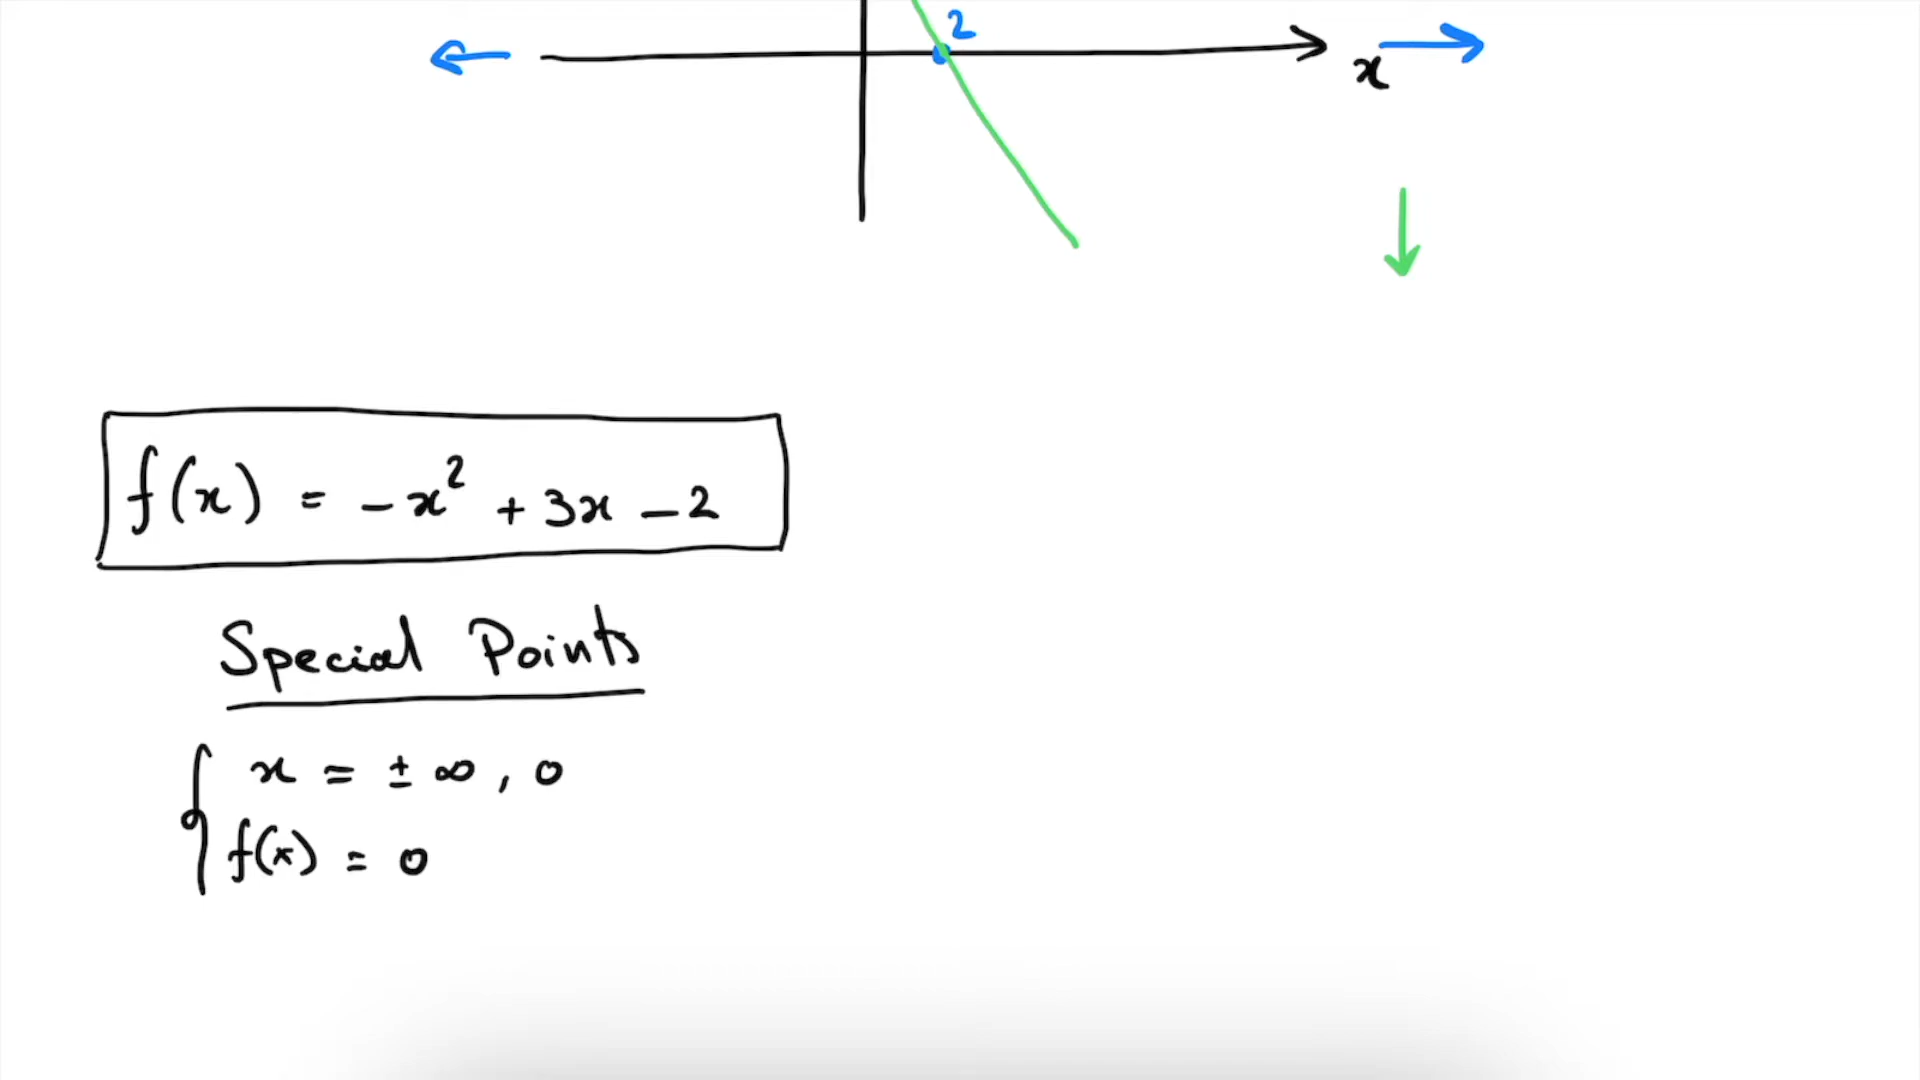 2
x
f(x) = -x² + 3x - 2
Special Points
x = ± ∞, 0
f(x) = 0